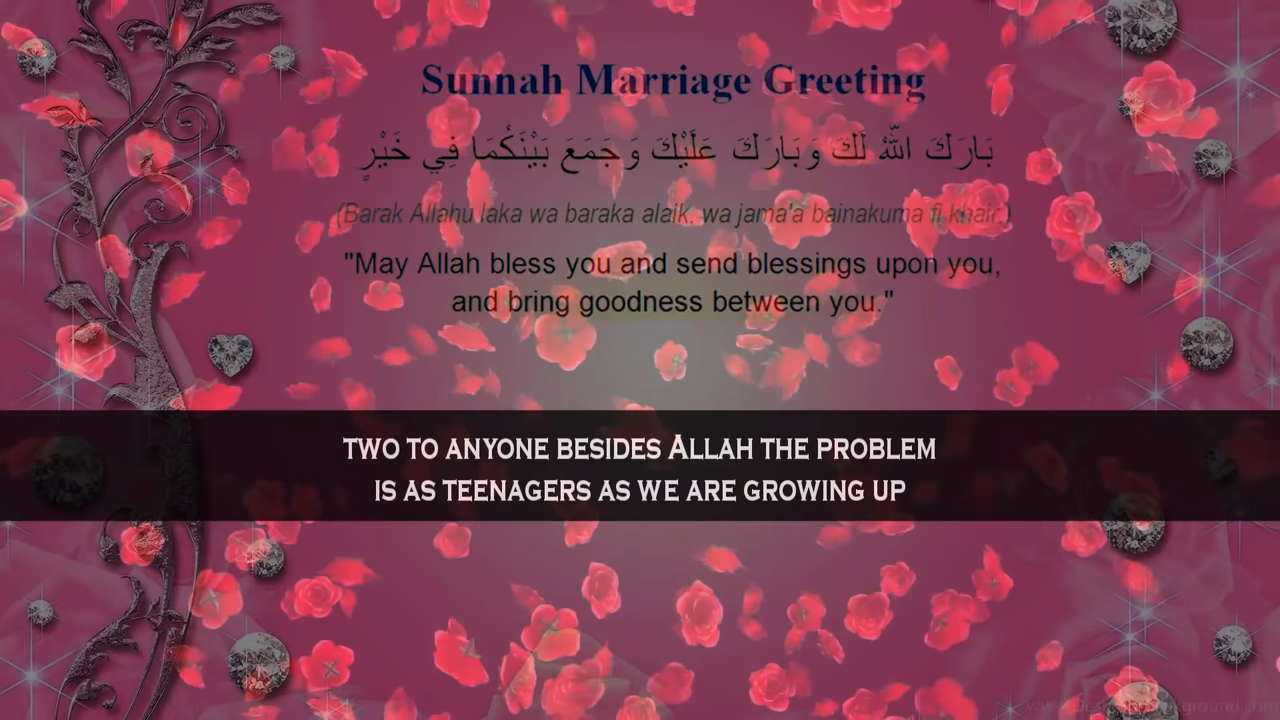 Sunnah Marriage Greeting
بَارَكَ اللهُ لَكَ وَبَارَكَ عَلَيْكَ وَجَمَعَ بَيْنَكُمَا فِي خَيْرٍ
(Barak Allahu laka wa baraka alaik, wa jama'a bainakuma fi khair.)
"May Allah bless you and send blessings upon you,
and bring goodness between you."
TWO TO ANYONE BESIDES ALLAH THE PROBLEM
IS AS TEENAGERS AS WE ARE GROWING UP